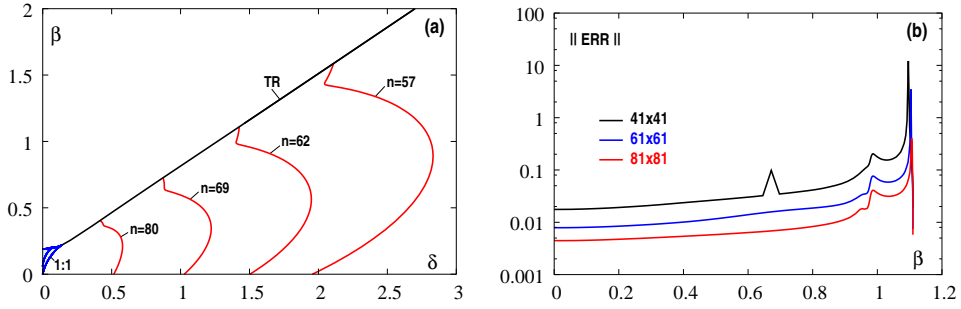 β
(a)
2
1.5
1
0.5
0
TR
n=57
n=62
n=69
n=80
1:1
δ
0
0.5
1
1.5
2
2.5
3
(b)
|| ERR ||
100
10
1
0.1
0.01
0.001
41x41
61x61
81x81
β
0
0.2
0.4
0.6
0.8
1.0
1.2